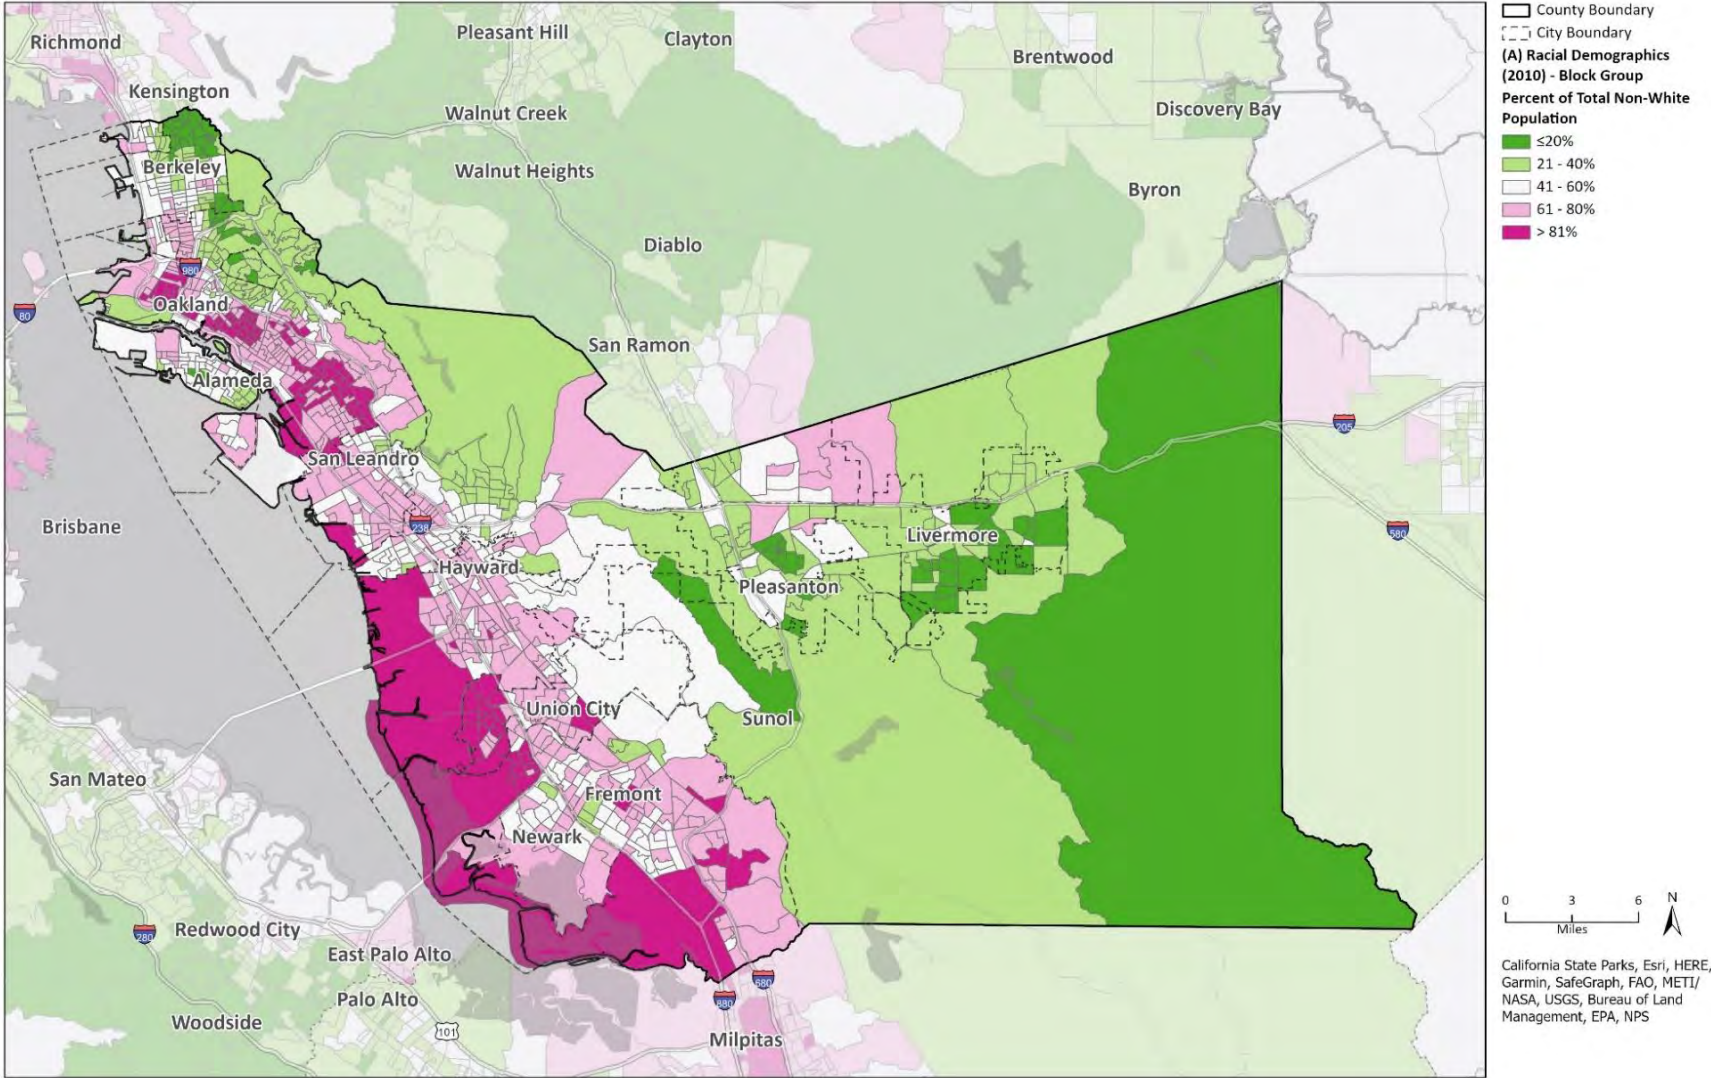 Richmond
Pleasant Hill
Clayton
Brentwood
Kensington
Walnut Creek
Discovery Bay
Berkeley
Walnut Heights
Byron
Diablo
980
Oakland
80
San Ramon
Alameda
205
San Leandro
Brisbane
238
Livermore
580
Hayward
Pleasanton
Union City
Sunol
San Mateo
Fremont
Newark
Redwood City
280
East Palo Alto
680
Palo Alto
880
Woodside
101
Milpitas
County Boundary
City Boundary
(A) Racial Demographics
(2010) - Block Group
Percent of Total Non-White
Population
≤20%
21 - 40%
41 - 60%
61 - 80%
> 81%
0 3 6
Miles
N
California State Parks, Esri, HERE,
Garmin, SafeGraph, FAO, METI/
NASA, USGS, Bureau of Land
Management, EPA, NPS